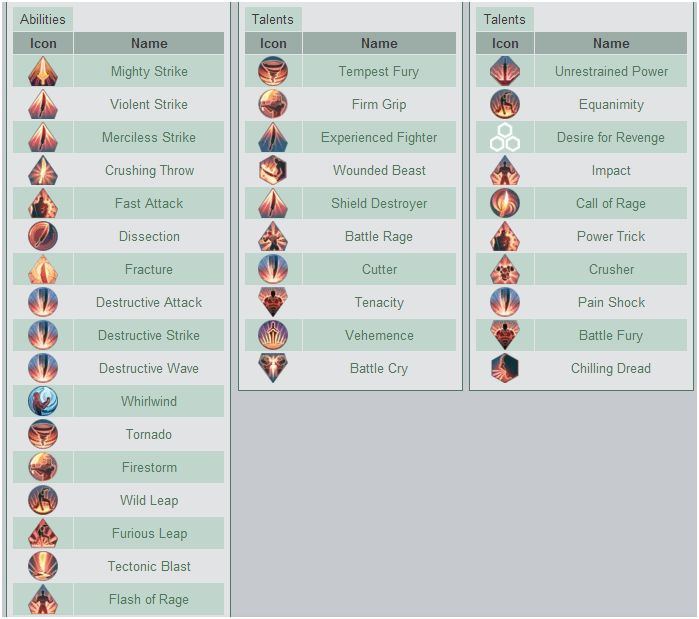 Abilities
Icon Name
Mighty Strike
Violent Strike
Merciless Strike
Crushing Throw
Fast Attack
Dissection
Fracture
Destructive Attack
Destructive Strike
Destructive Wave
Whirlwind
Tornado
Firestorm
Wild Leap
Furious Leap
Tectonic Blast
Flash of Rage
Talents
Icon Name
Tempest Fury
Firm Grip
Experienced Fighter
Wounded Beast
Shield Destroyer
Battle Rage
Cutter
Tenacity
Vehemence
Battle Cry
Talents
Icon Name
Unrestrained Power
Equanimity
Desire for Revenge
Impact
Call of Rage
Power Trick
Crusher
Pain Shock
Battle Fury
Chilling Dread